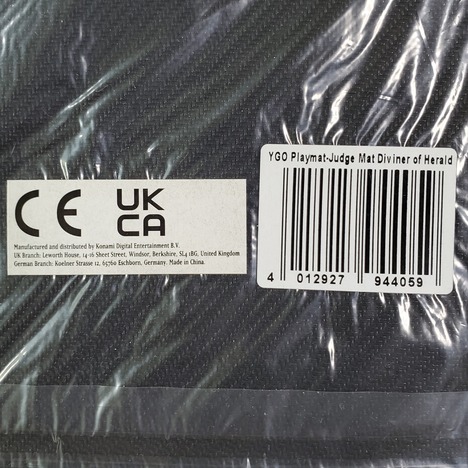 CE
UK
CA
Manufactured and distributed by Konami Digital Entertainment B.V.
UK Branch: Leworth House, 14-16 Sheet Street, Windsor, Berkshire, SL4 1BG, United Kingdom
German Branch: Koelner Strasse 12, 65760 Eschborn, Germany. Made in China.
YGO Playmat-Judge Mat Diviner of Herald
4 012927 944059